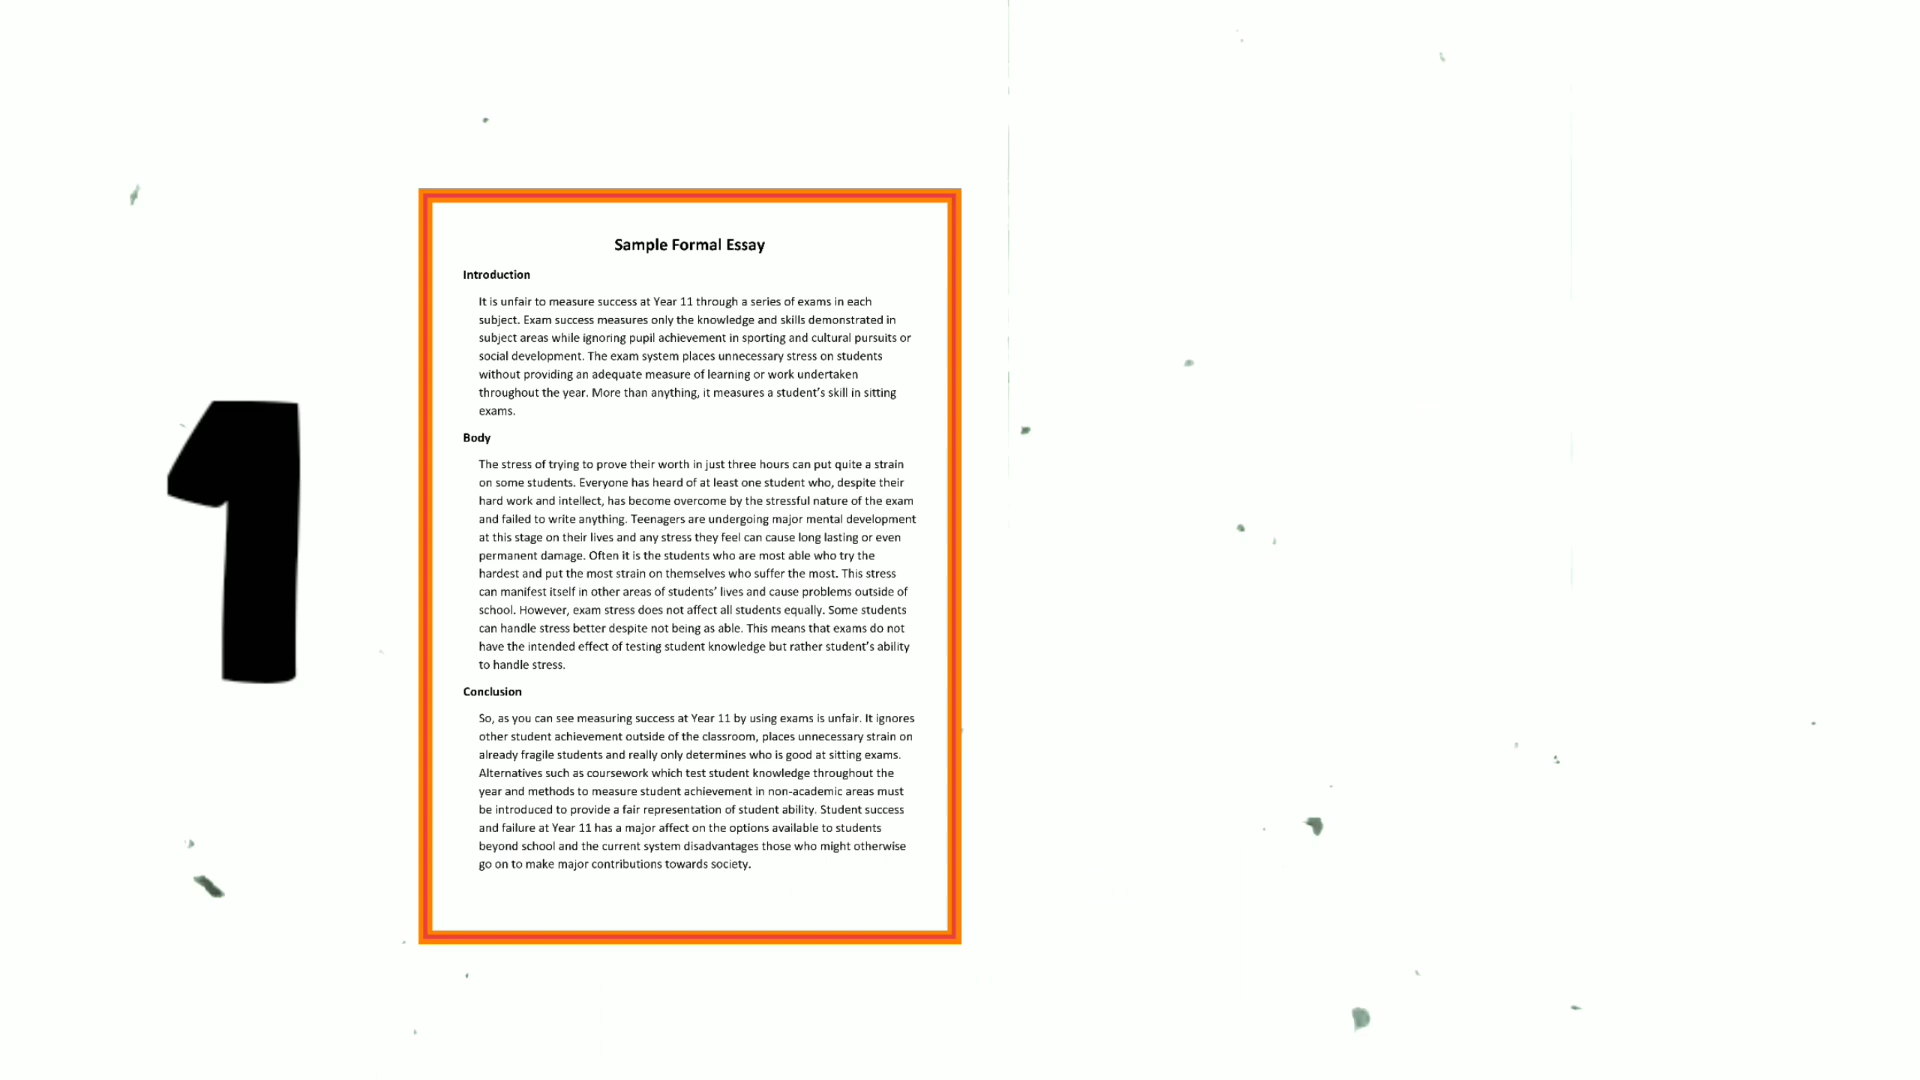 1
Sample Formal Essay
Introduction
It is unfair to measure success at Year 11 through a series of exams in each
subject. Exam success measures only the knowledge and skills demonstrated in
subject areas while ignoring pupil achievement in sporting and cultural pursuits or
social development. The exam system places unnecessary stress on students
without providing an adequate measure of learning or work undertaken
throughout the year. More than anything, it measures a student’s skill in sitting
exams.
Body
The stress of trying to prove their worth in just three hours can put quite a strain
on some students. Everyone has heard of at least one student who, despite their
hard work and intellect, has become overcome by the stressful nature of the exam
and failed to write anything. Teenagers are undergoing major mental development
at this stage on their lives and any stress they feel can cause long lasting or even
permanent damage. Often it is the students who are most able who try the
hardest and put the most strain on themselves who suffer the most. This stress
can manifest itself in other areas of students’ lives and cause problems outside of
school. However, exam stress does not affect all students equally. Some students
can handle stress better despite not being as able. This means that exams do not
have the intended effect of testing student knowledge but rather student’s ability
to handle stress.
Conclusion
So, as you can see measuring success at Year 11 by using exams is unfair. It ignores
other student achievement outside of the classroom, places unnecessary strain on
already fragile students and really only determines who is good at sitting exams.
Alternatives such as coursework which test student knowledge throughout the
year and methods to measure student achievement in non-academic areas must
be introduced to provide a fair representation of student ability. Student success
and failure at Year 11 has a major affect on the options available to students
beyond school and the current system disadvantages those who might otherwise
go on to make major contributions towards society.